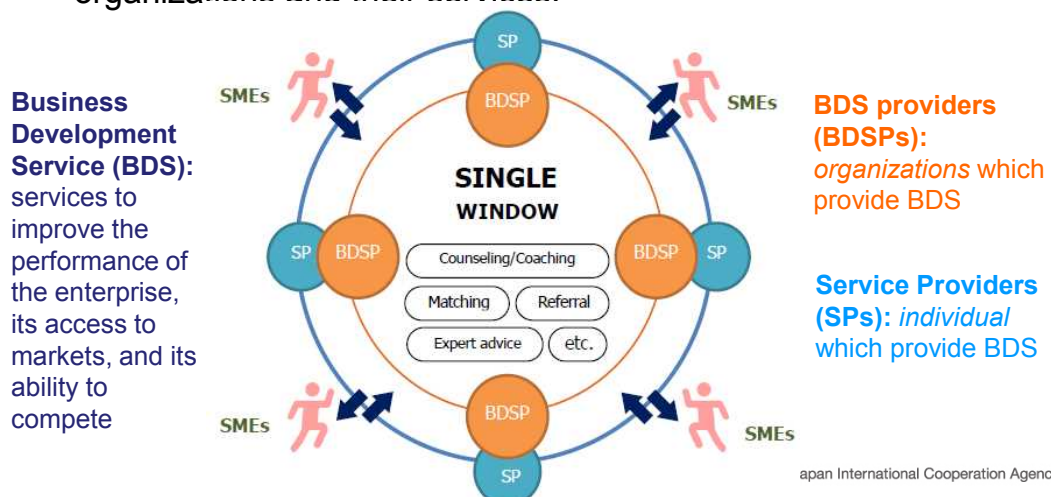 Business
Development
Service (BDS):
services to
improve the
performance of
the enterprise,
its access to
markets, and its
ability to
compete
SP
BDSP
SMEs
SMEs
SINGLE
WINDOW
SP
BDSP
BDSP
SP
Counseling/Coaching
Matching
Referral
Expert advice
etc.
SMEs
BDSP
SMEs
SP
BDS providers
(BDSPs):
organizations which
provide BDS
Service Providers
(SPs): individual
which provide BDS
apan International Cooperation Agenc